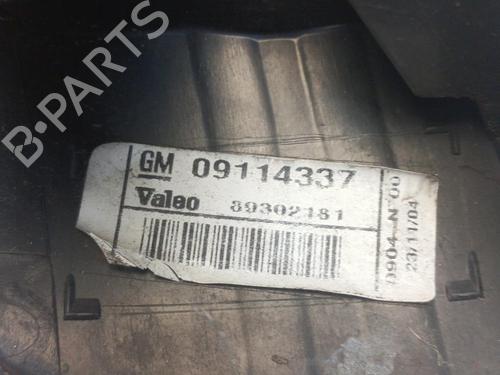 B-PARTS
GM 09114337
Valeo 89302181
0904 N 00
23/11/04